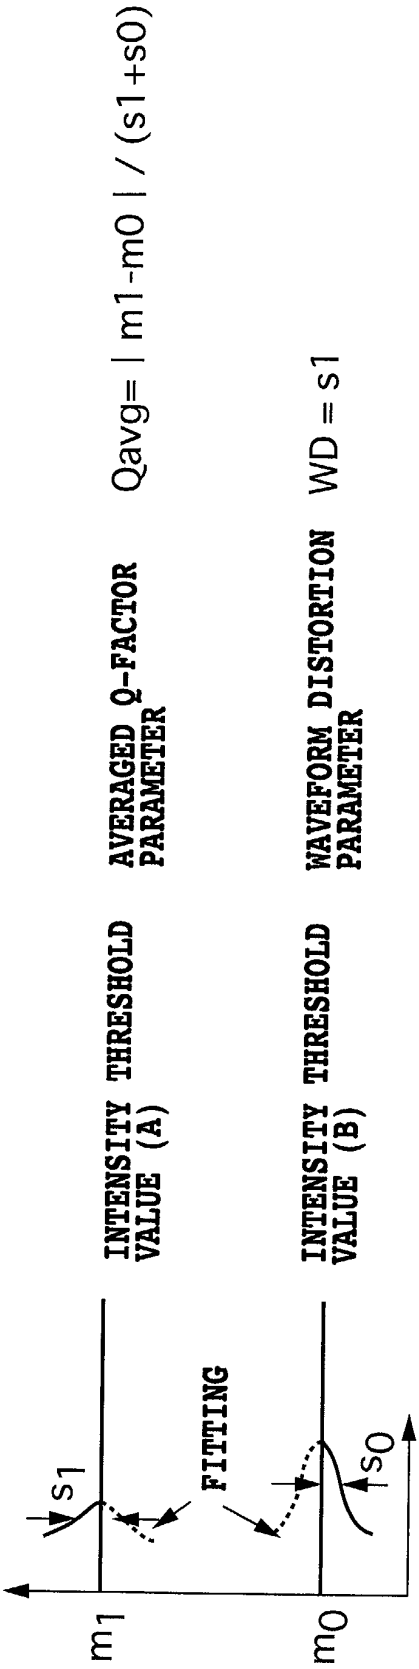 m1
s1
FITTING
m0
s0
INTENSITY THRESHOLD
VALUE (A)
AVERAGED Q-FACTOR
PARAMETER
Qavg= | m1-m0 | / (s1+s0)
INTENSITY THRESHOLD
VALUE (B)
WAVEFORM DISTORTION
PARAMETER
WD = s1